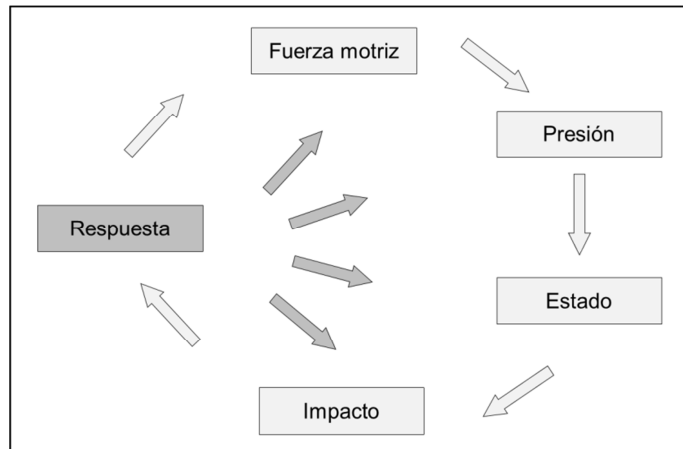 Fuerza motriz
Presión
Respuesta
Estado
Impacto